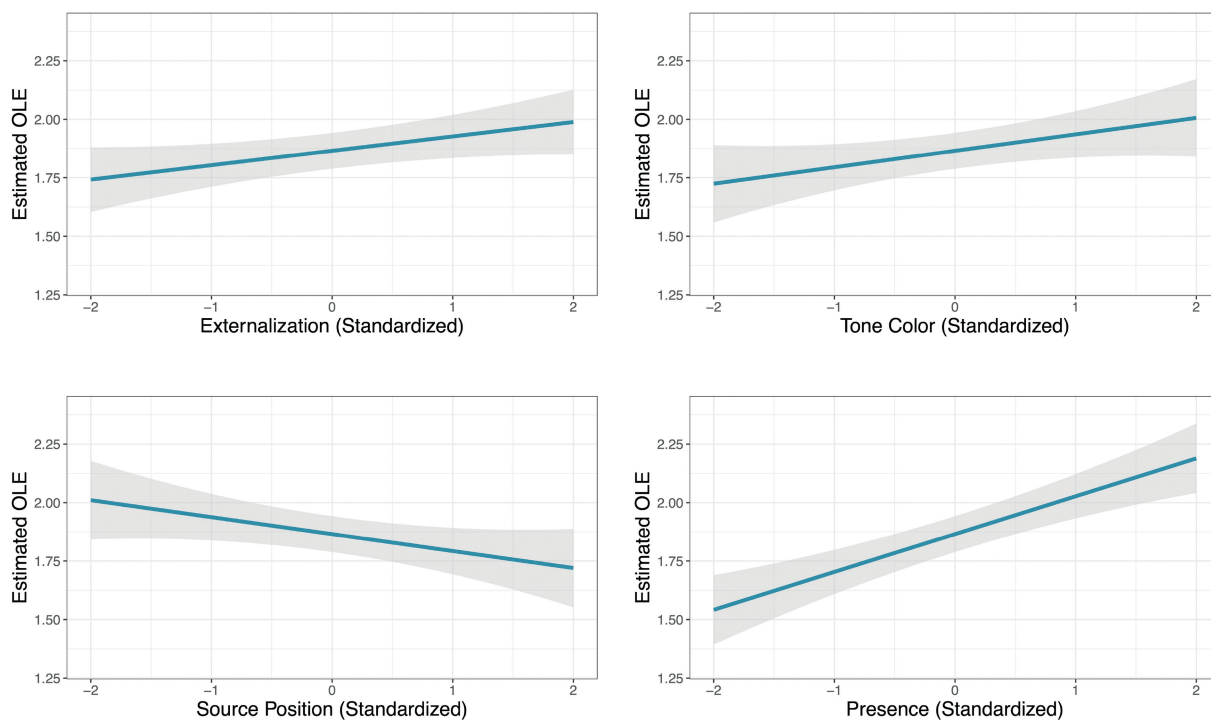 Estimated OLE
2.25
2.00
1.75
1.50
1.25
−2 −1 0 1 2
Externalization (Standardized)
Estimated OLE
2.25
2.00
1.75
1.50
1.25
−2 −1 0 1 2
Tone Color (Standardized)
Estimated OLE
2.25
2.00
1.75
1.50
1.25
−2 −1 0 1 2
Source Position (Standardized)
Estimated OLE
2.25
2.00
1.75
1.50
1.25
−2 −1 0 1 2
Presence (Standardized)